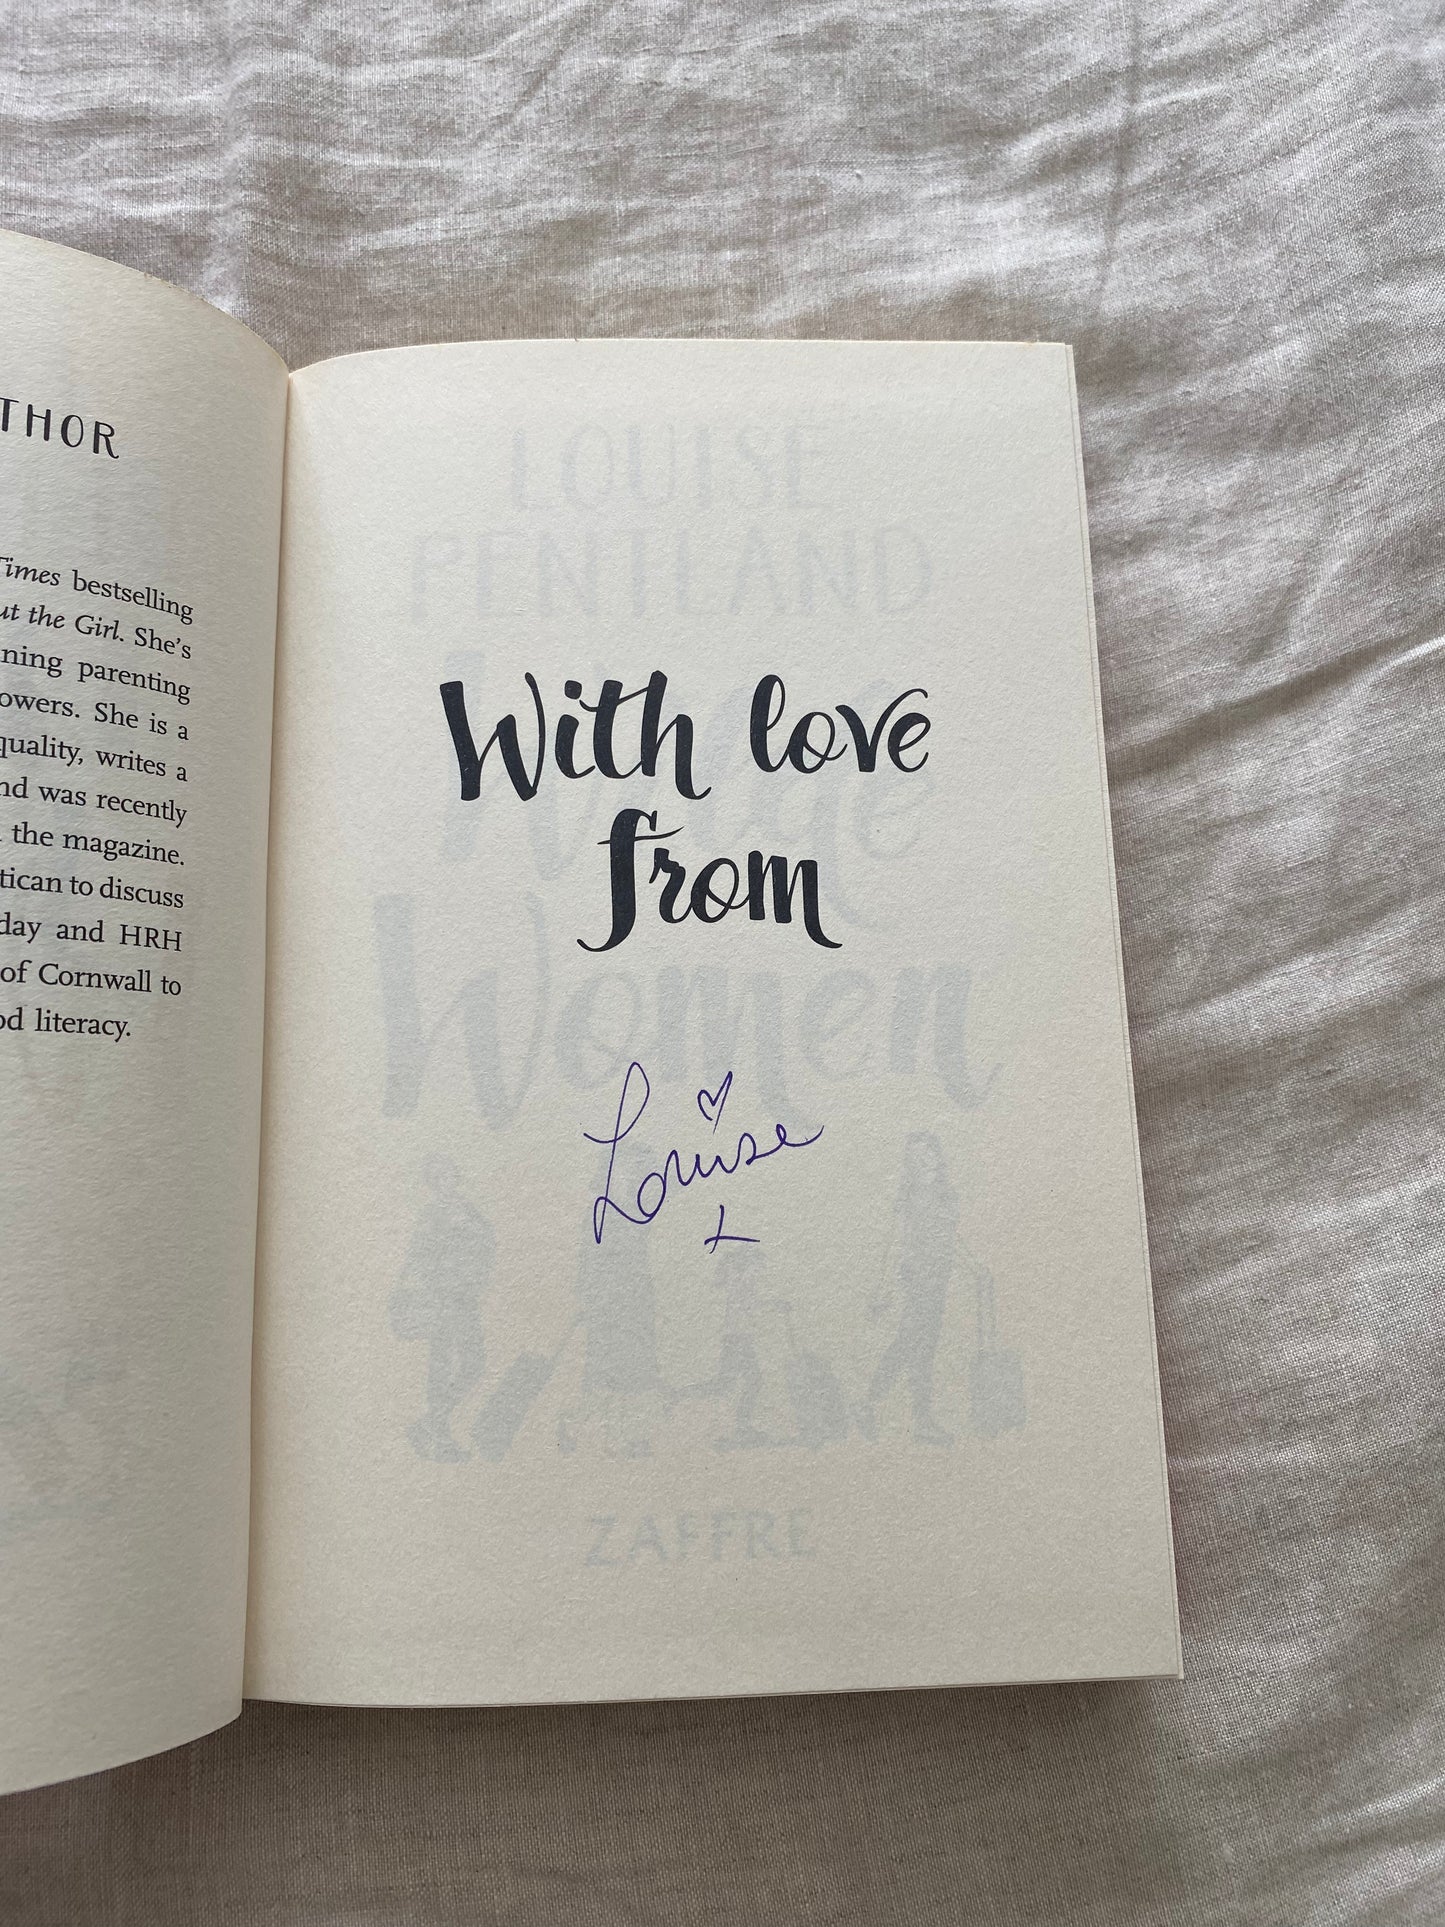 THOR
Times bestselling
ut the Girl. She's
ning parenting
owers. She is a
quality, writes a
nd was recently
the magazine.
tican to discuss
day and HRH
of Cornwall to
od literacy.
LOUISE
PENTLAND
With love
from
Women
Louise
x
ZAFFRE